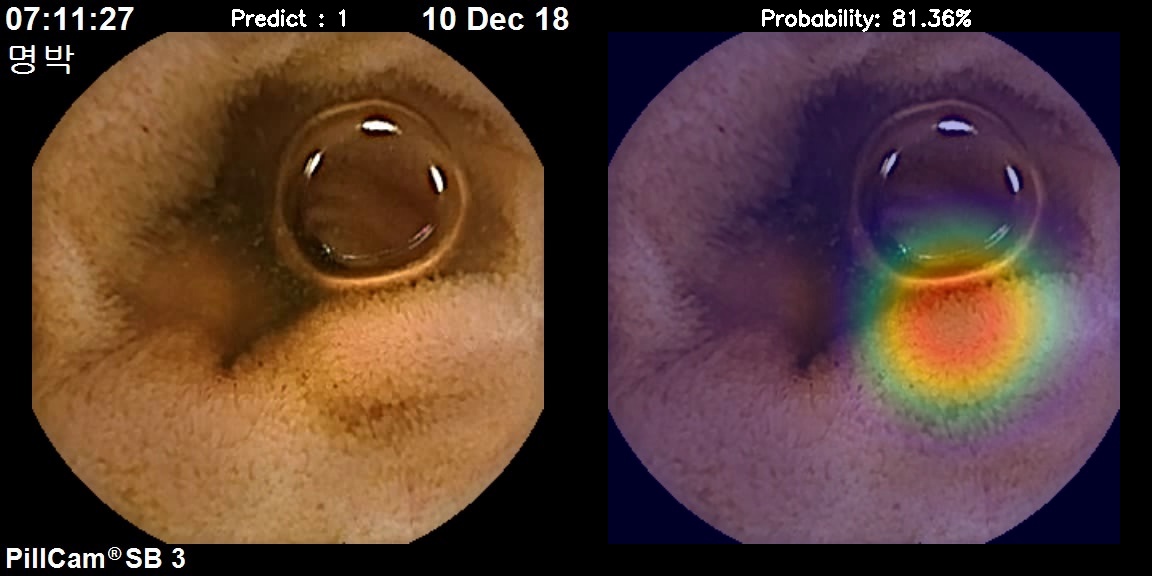 07:11:27 Predict : 1 10 Dec 18 Probability: 81.36%
명박
PillCam® SB 3